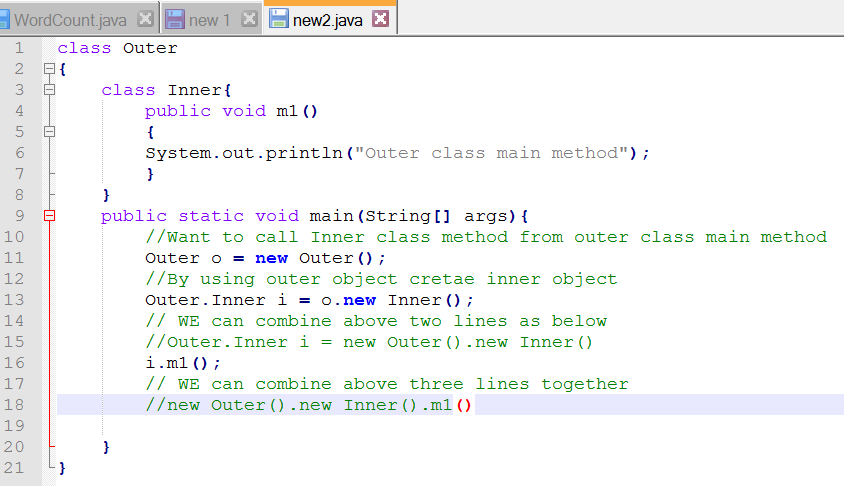 WordCount.java new 1 new2.java
1 class Outer
2 {
3 class Inner{
4 public void m1()
5 {
6 System.out.println("Outer class main method");
7 }
8 }
9 public static void main(String[] args){
10 //Want to call Inner class method from outer class main method
11 Outer o = new Outer();
12 //By using outer object cretae inner object
13 Outer.Inner i = o.new Inner();
14 // WE can combine above two lines as below
15 //Outer.Inner i = new Outer().new Inner()
16 i.m1();
17 // WE can combine above three lines together
18 //new Outer().new Inner().m1()
19
20 }
21 }